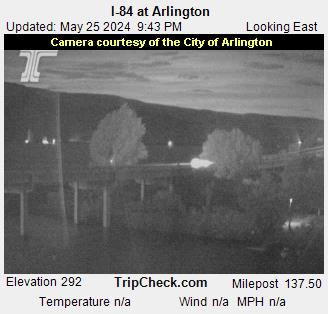 I-84 at Arlington
Updated: May 25 2024 9:43 PM Looking East
Camera courtesy of the City of Arlington
Elevation 292 TripCheck.com Milepost 137.50
Temperature n/a Wind n/a MPH n/a